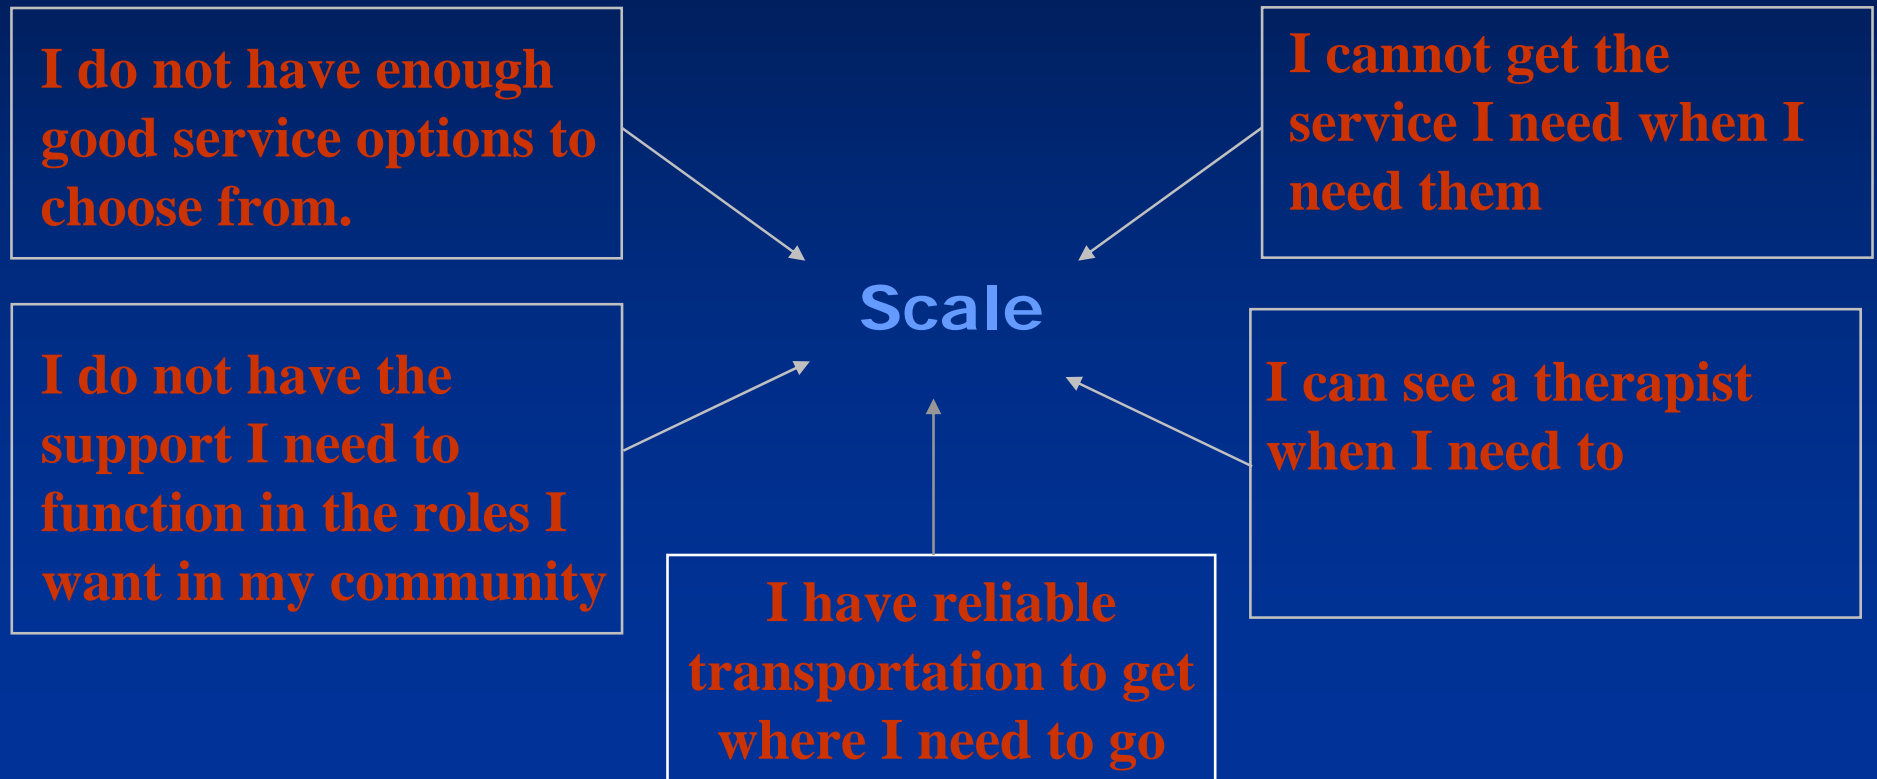 I do not have enough
good service options to
choose from.
I cannot get the
service I need when I
need them
Scale
I do not have the
support I need to
function in the roles I
want in my community
I can see a therapist
when I need to
I have reliable
transportation to get
where I need to go